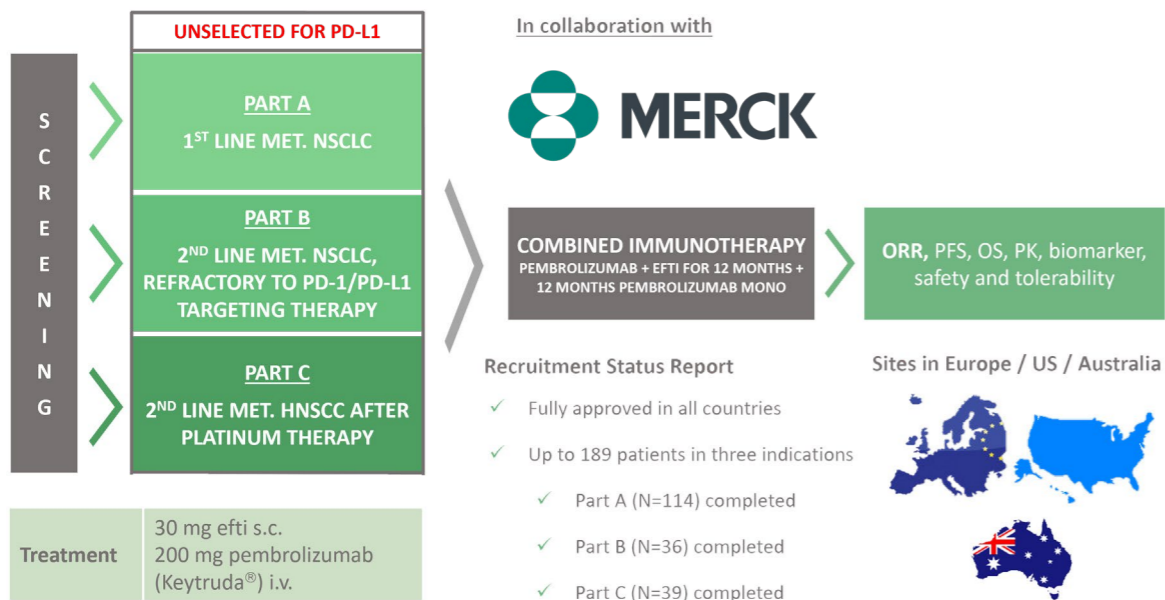 SCREENING
UNSELECTED FOR PD-L1
PART A
1ST LINE MET. NSCLC
PART B
2ND LINE MET. NSCLC,
REFRACTORY TO PD-1/PD-L1
TARGETING THERAPY
PART C
2ND LINE MET. HNSCC AFTER
PLATINUM THERAPY
Treatment
30 mg efti s.c.
200 mg pembrolizumab
(Keytruda®) i.v.
In collaboration with
MERCK
COMBINED IMMUNOTHERAPY
PEMBROLIZUMAB + EFTI FOR 12 MONTHS +
12 MONTHS PEMBROLIZUMAB MONO
ORR, PFS, OS, PK, biomarker,
safety and tolerability
Recruitment Status Report
✓ Fully approved in all countries
✓ Up to 189 patients in three indications
✓ Part A (N=114) completed
✓ Part B (N=36) completed
✓ Part C (N=39) completed
Sites in Europe / US / Australia